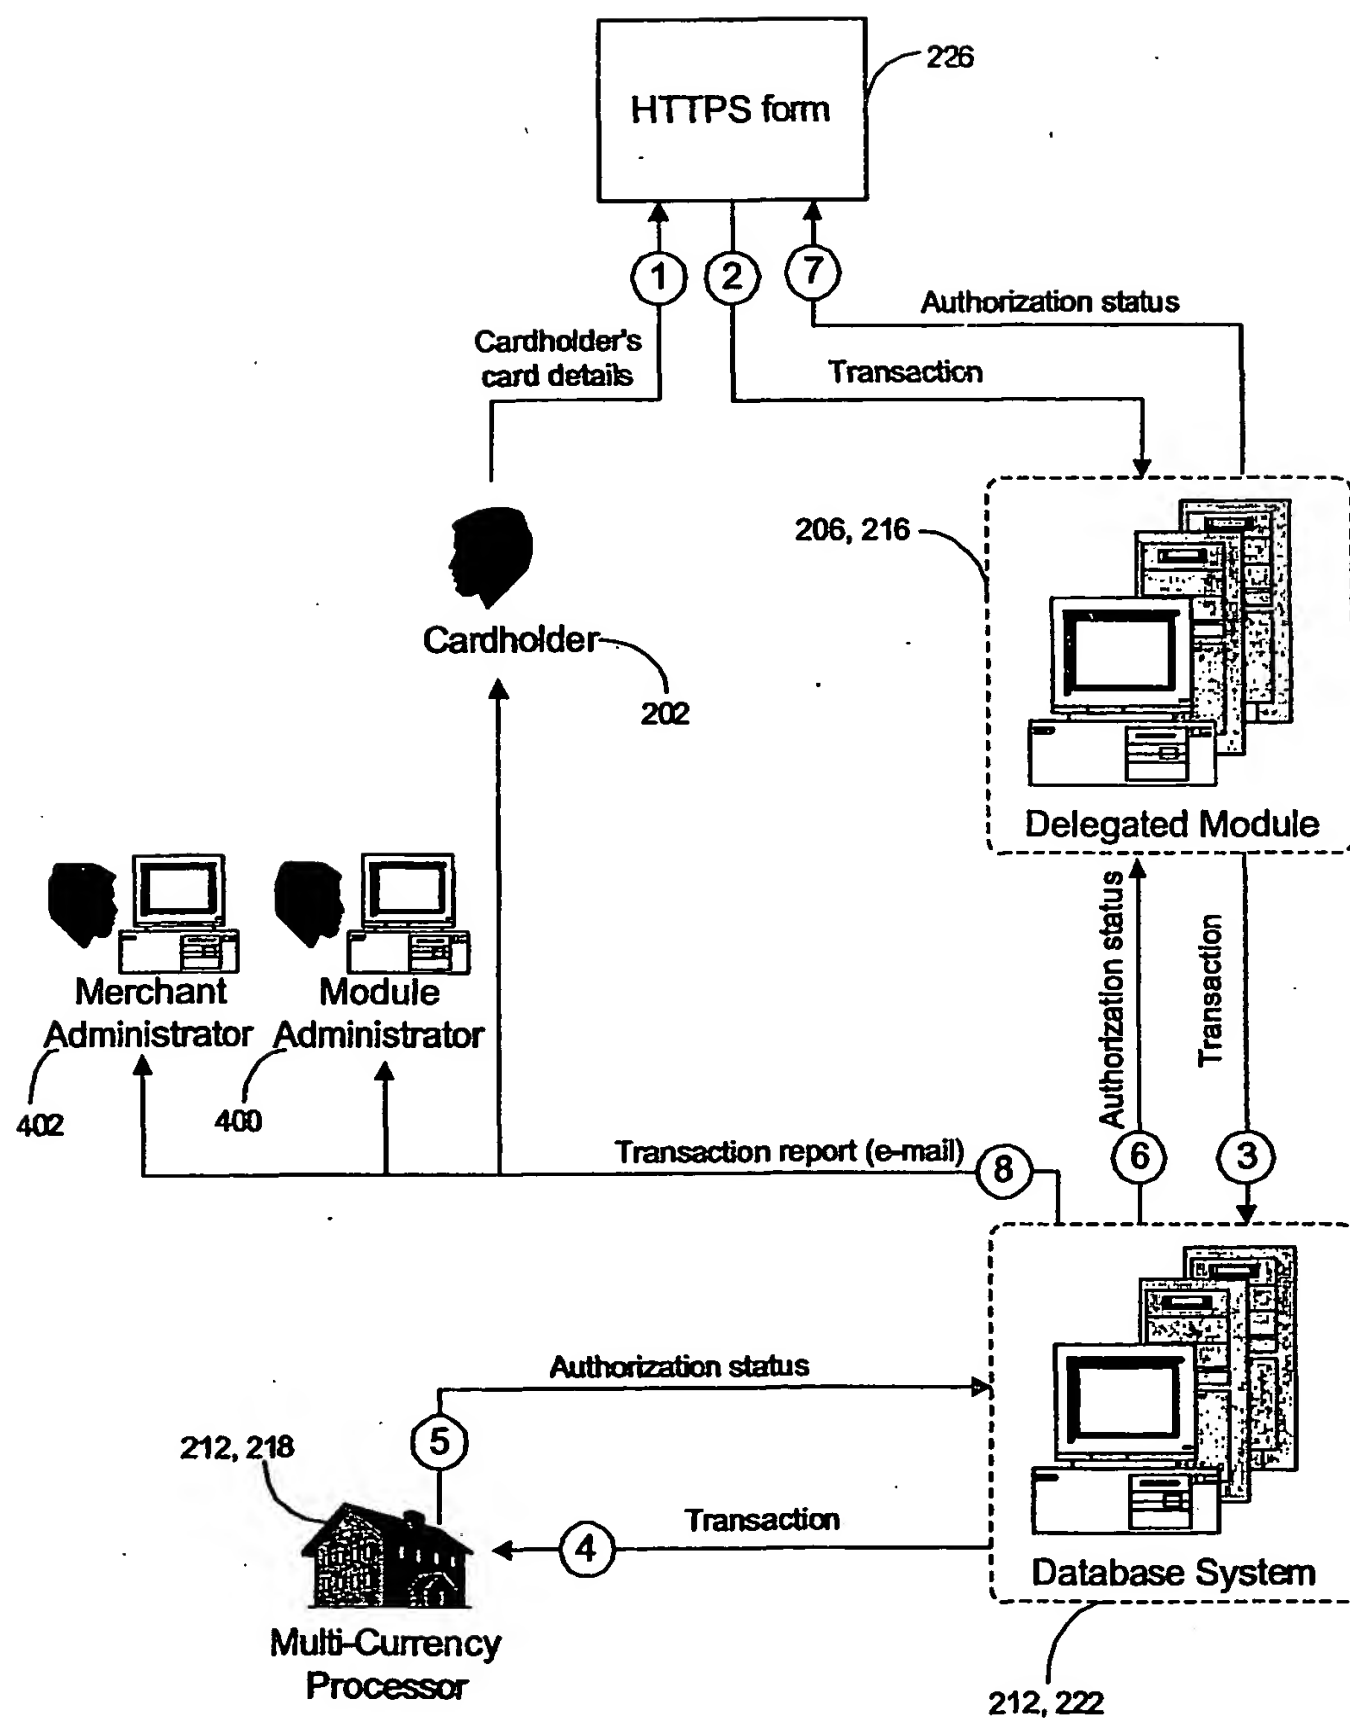 226
HTTPS form
1
2
7
Authorization status
Cardholder's
card details
Transaction
206, 216
Cardholder
202
Delegated Module
Merchant
Administrator
Module
Administrator
402
400
Authorization status
Transaction
Transaction report (e-mail)
8
6
3
Authorization status
5
212, 218
4
Transaction
Database System
Multi-Currency
Processor
212, 222